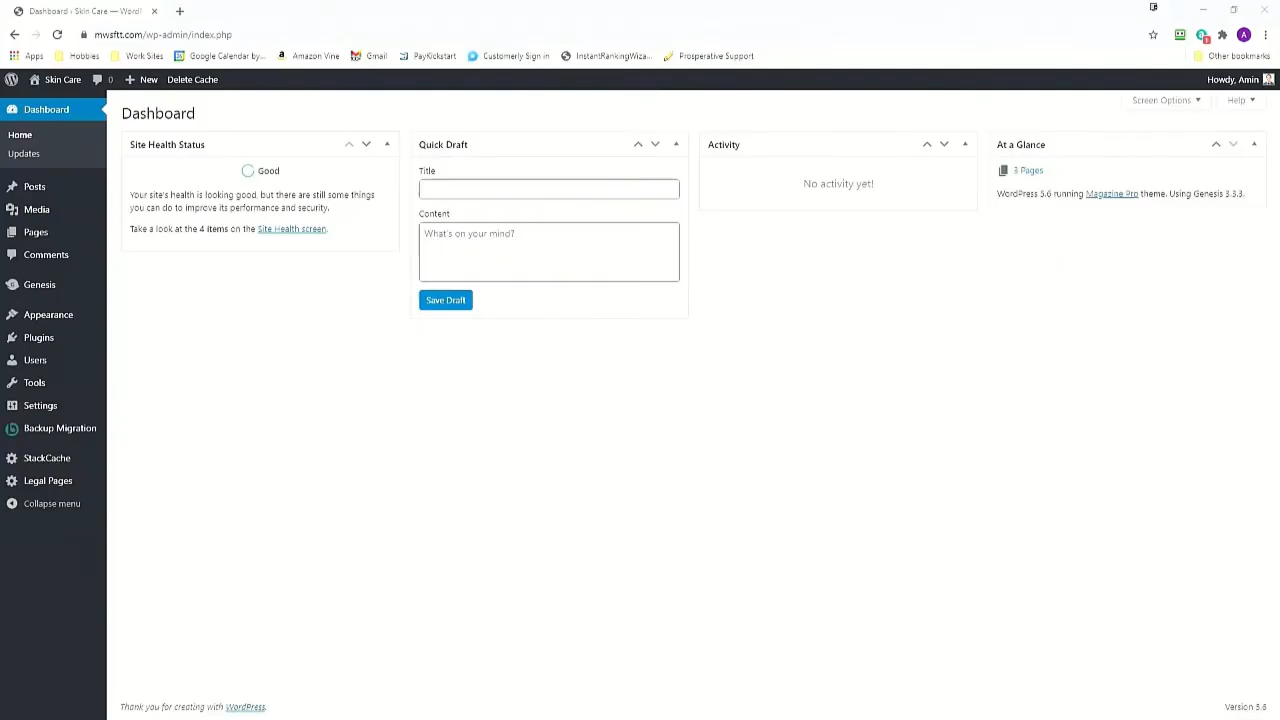 Dashboard ‹ Skin Care — Word!
mwsftt.com/wp-admin/index.php
A
Apps
Hobbies
Work Sites
Google Calendar by...
Amazon Vine
Gmail
PayKickstart
Customerly Sign in
InstantRankingWiza...
Prosperative Support
Other bookmarks
Skin Care
0
New
Delete Cache
Howdy, Amin
Dashboard
Home
Updates
Posts
Media
Pages
Comments
Genesis
Appearance
Plugins
Users
Tools
Settings
Backup Migration
StackCache
Legal Pages
Collapse menu
Screen Options
Help
Dashboard
Site Health Status
Good
Your site's health is looking good, but there are still some things
you can do to improve its performance and security.
Take a look at the 4 items on the Site Health screen.
Quick Draft
Title
Content
What's on your mind?
Save Draft
Activity
No activity yet!
At a Glance
3 Pages
WordPress 5.6 running Magazine Pro theme. Using Genesis 3.3.3.
Thank you for creating with WordPress.
Version 5.6